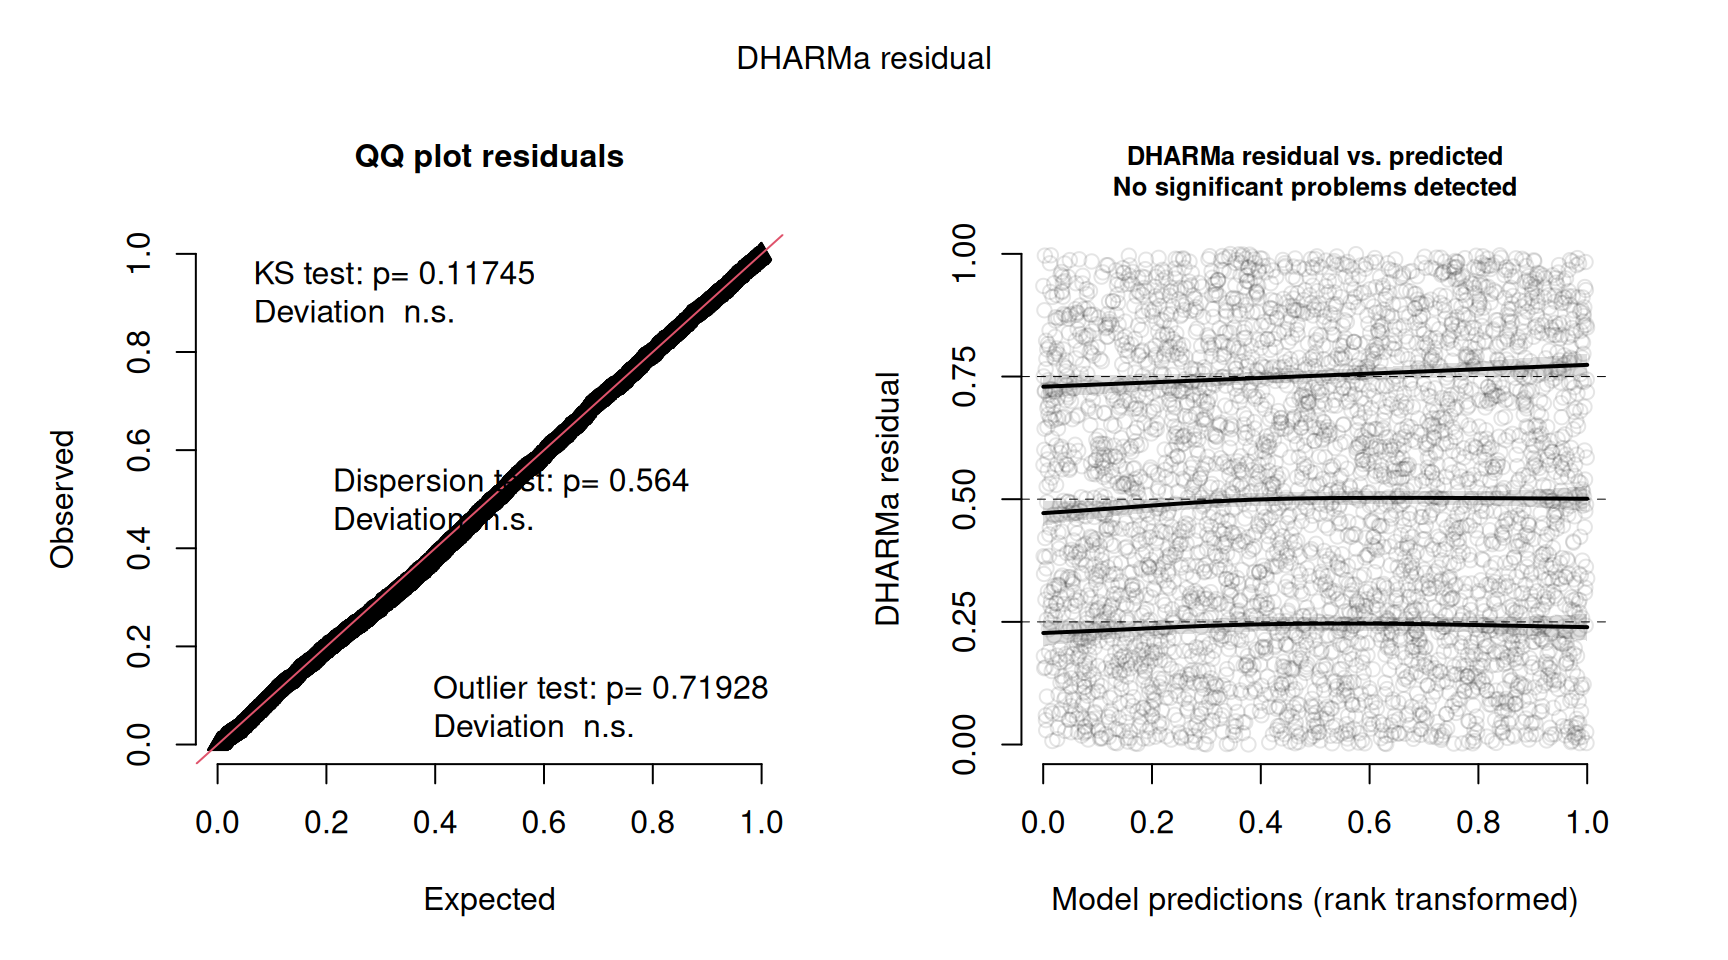 DHARMa residual
QQ plot residuals
KS test: p= 0.11745
Deviation  n.s.
Dispersion test: p= 0.564
Deviation  n.s.
Outlier test: p= 0.71928
Deviation  n.s.
Observed
0.0 0.2 0.4 0.6 0.8 1.0
0.0 0.2 0.4 0.6 0.8 1.0
Expected
DHARMa residual vs. predicted
No significant problems detected
DHARMa residual
0.00 0.25 0.50 0.75 1.00
0.0 0.2 0.4 0.6 0.8 1.0
Model predictions (rank transformed)